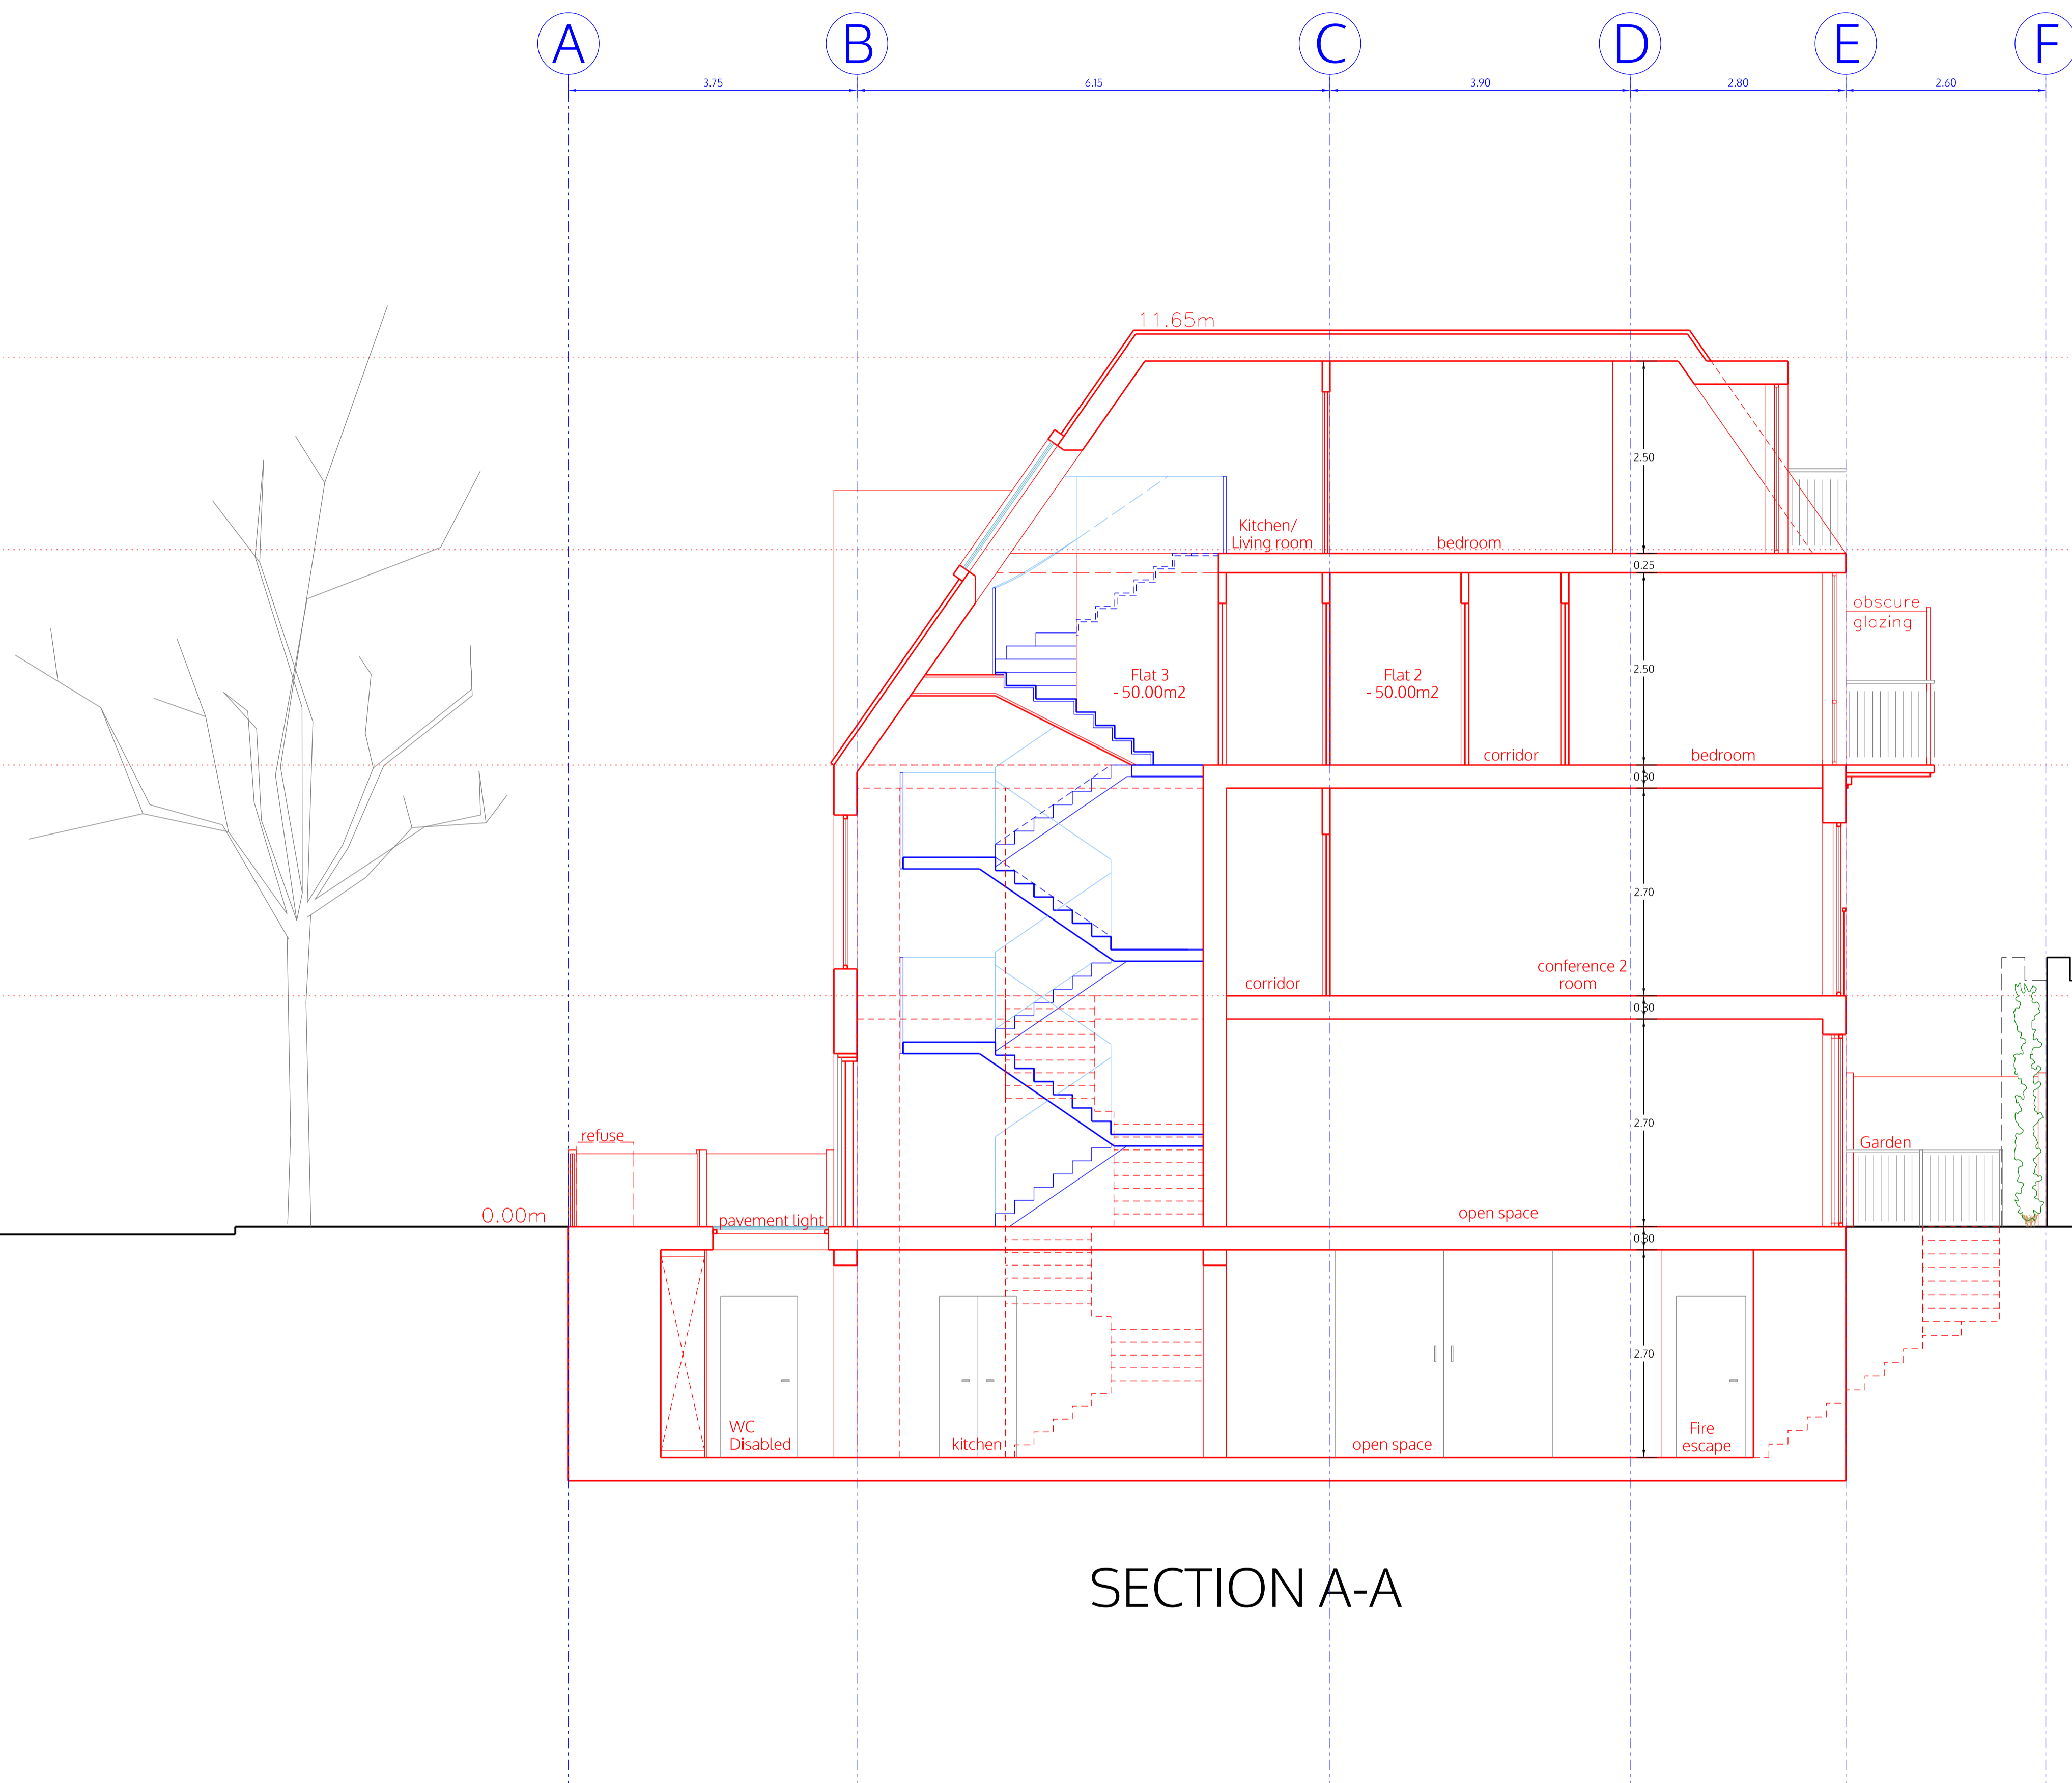 A B C D E F
3.75 6.15 3.90 2.80 2.60
11.65m
2.50
Kitchen/
Living room
bedroom
0.25
obscure
glazing
2.50
Flat 3
- 50.00m2
Flat 2
- 50.00m2
corridor
bedroom
0.30
2.70
conference 2
room
corridor
0.30
2.70
refuse
Garden
0.00m
pavement light
open space
0.30
2.70
WC
Disabled
kitchen
open space
Fire
escape
SECTION A-A